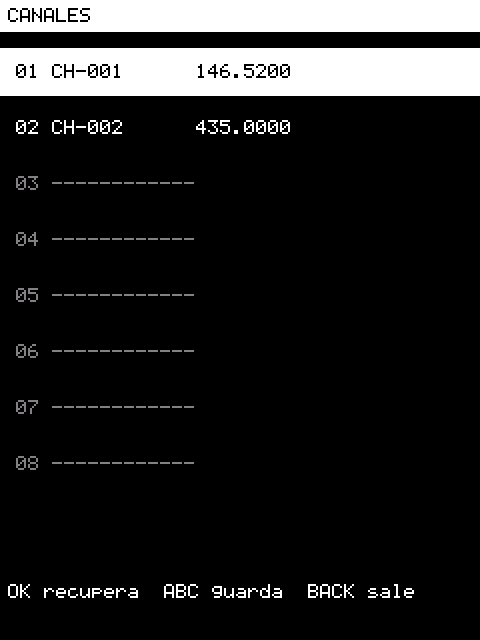 CANALES
01 CH-001 146.5200
02 CH-002 435.0000
03 ------------
04 ------------
05 ------------
06 ------------
07 ------------
08 ------------
OK recupera ABC guarda BACK sale